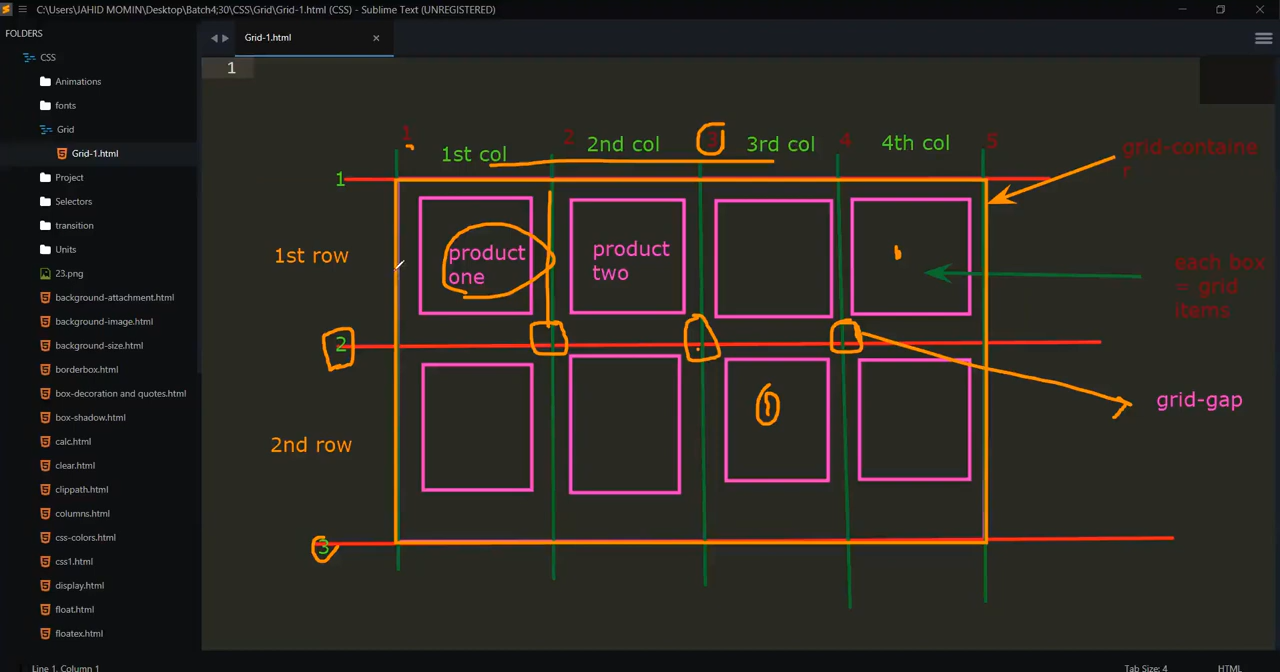 C:\Users\JAHID MOMIN\Desktop\Batch4;30\CSS\Grid\Grid-1.html (CSS) - Sublime Text (UNREGISTERED)
FOLDERS
CSS
Animations
fonts
Grid
Grid-1.html
Project
Selectors
transition
Units
23.png
background-attachment.html
background-image.html
background-size.html
borderbox.html
box-decoration and quotes.html
box-shadow.html
calc.html
clear.html
clippath.html
columns.html
css-colors.html
css1.html
display.html
float.html
floatex.html
Grid-1.html
1
1 2 3 4 5
1st col 2nd col 3rd col 4th col
grid-containe
r
1
1st row
product
one
product
two
each box
= grid
items
2
grid-gap
2nd row
3
Line 1, Column 1
Tab Size: 4
HTML